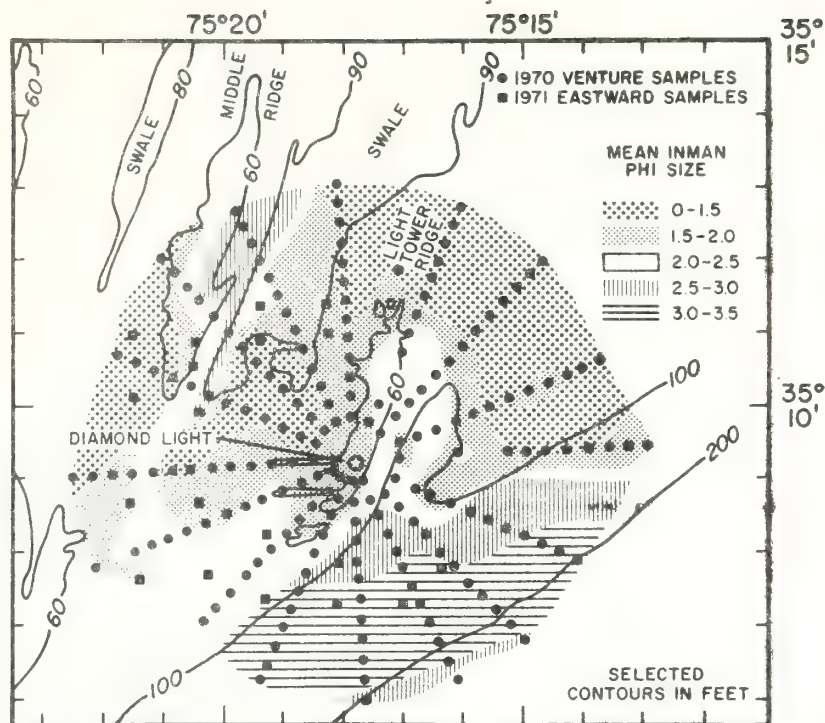 75°20' 75°15' 35°
15'
60
80
90
90
SWALE
MIDDLE
RIDGE
60
SWALE
1970 VENTURE SAMPLES
1971 EASTWARD SAMPLES
MEAN INMAN
PHI SIZE
0-1.5
1.5-2.0
2.0-2.5
2.5-3.0
3.0-3.5
LIGHT
TOWER
RIDGE
60
100
35°
10'
DIAMOND LIGHT
200
60
100
SELECTED
CONTOURS IN FEET